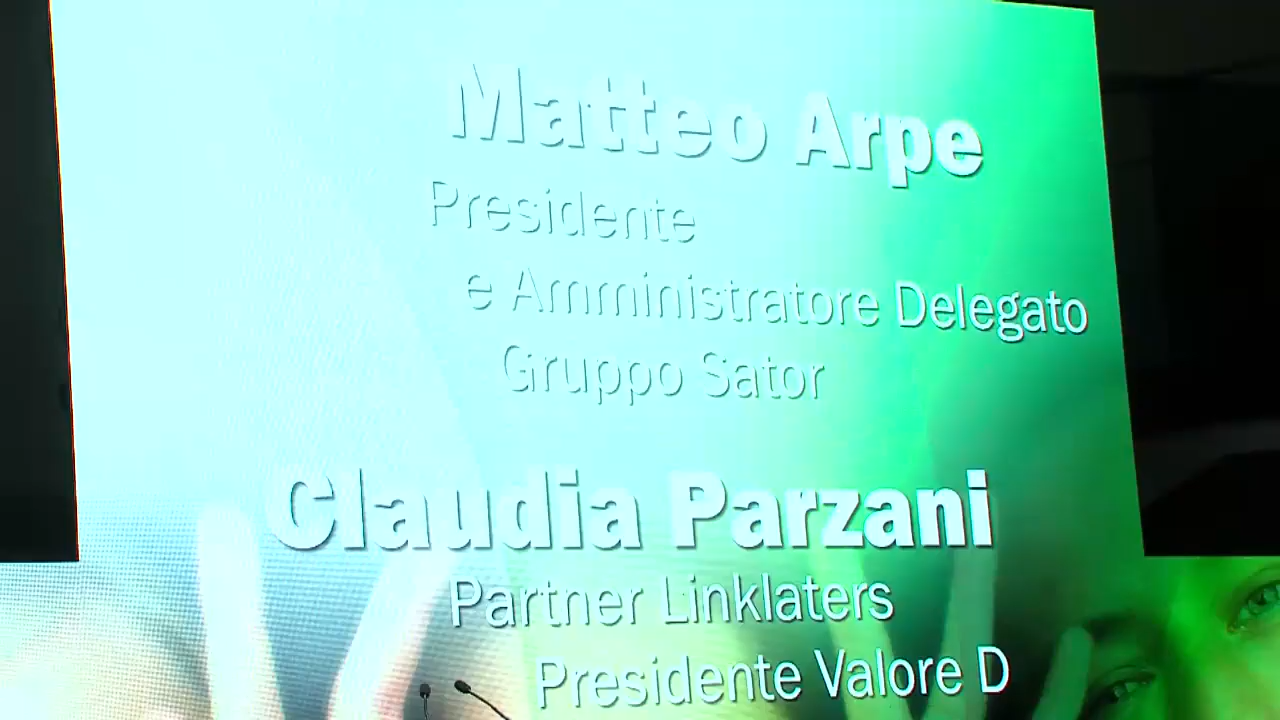 Matteo Arpe
Presidente
e Amministratore Delegato
Gruppo Sator
Claudia Parzani
Partner Linklaters
Presidente Valore D